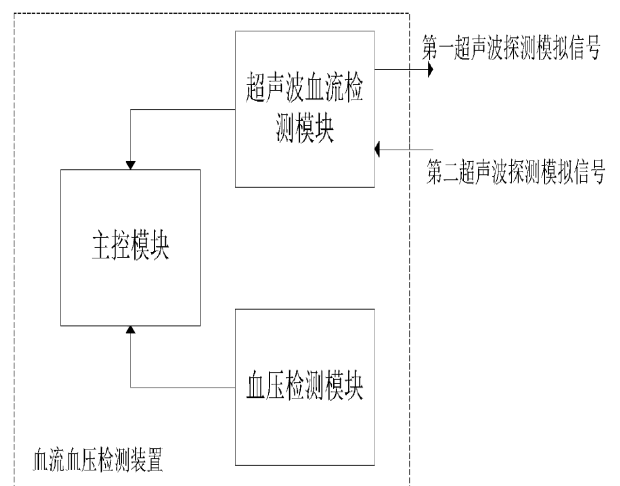 超声波血流检
测模块
第一超声波探测模拟信号
第二超声波探测模拟信号
主控模块
血压检测模块
血流血压检测装置